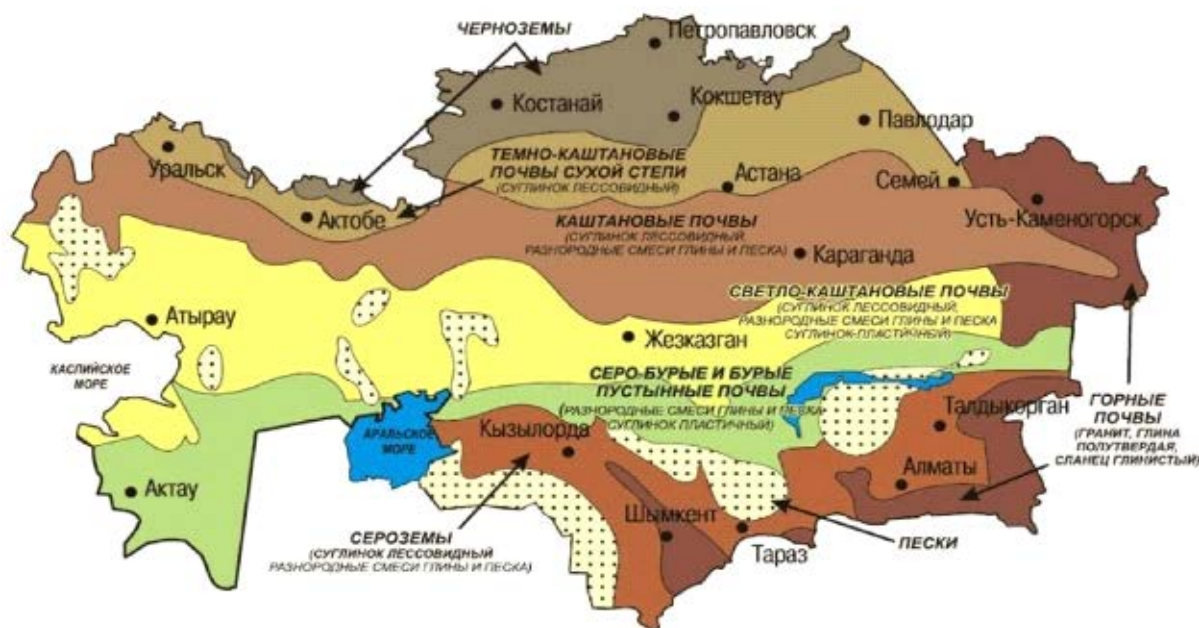 ЧЕРНОЗЕМЫ
Петропавловск
Костанай
Кокшетау
Павлодар
Уральск
ТЕМНО-КАШТАНОВЫЕ
ПОЧВЫ СУХОЙ СТЕПИ
(СУГЛИНОК ЛЕССОВИДНЫЙ)
Астана
Семей
Актобе
Усть-Каменогорск
КАШТАНОВЫЕ ПОЧВЫ
(СУГЛИНОК ЛЕССОВИДНЫЙ,
РАЗНОРОДНЫЕ СМЕСИ ГЛИНЫ И ПЕСКА)
Караганда
СВЕТЛО-КАШТАНОВЫЕ ПОЧВЫ
(СУГЛИНОК ЛЕССОВИДНЫЙ,
РАЗНОРОДНЫЕ СМЕСИ ГЛИНЫ И ПЕСКА
СУГЛИНОК-ПЛАСТИЧНЫЙ)
Атырау
Жезказган
КАСПИЙСКОЕ
МОРЕ
СЕРО-БУРЫЕ И БУРЫЕ
ПУСТЫННЫЕ ПОЧВЫ
(РАЗНОРОДНЫЕ СМЕСИ ГЛИНЫ И ПЕСКА
СУГЛИНОК ПЛАСТИЧНЫЙ)
ГОРНЫЕ
ПОЧВЫ
(ГРАНИТ, ГЛИНА
ПОЛУТВЕРДАЯ,
СЛАНЕЦ ГЛИНИСТЫЙ)
Талдыкорган
АРАЛЬСКОЕ
МОРЕ
Кызылорда
Алматы
Актау
Шымкент
Тараз
ПЕСКИ
СЕРОЗЕМЫ
(СУГЛИНОК ЛЕССОВИДНЫЙ
РАЗНОРОДНЫЕ СМЕСИ ГЛИНЫ И ПЕСКА)